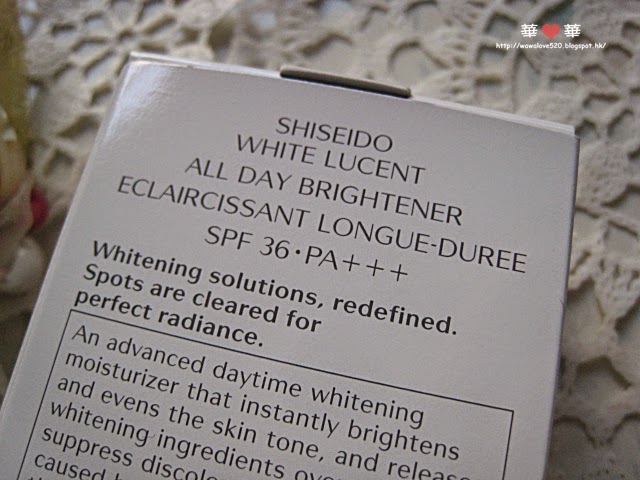 華❤華
http://wowolove520.blogspot.hk/
SHISEIDO
WHITE LUCENT
ALL DAY BRIGHTENER
ECLAIRCISSANT LONGUE-DUREE
SPF 36·PA+++
Whitening solutions, redefined.
Spots are cleared for
perfect radiance.
An advanced daytime whitening
moisturizer that instantly brightens
and evens the skin tone, and release
whitening ingredients
suppress
caused